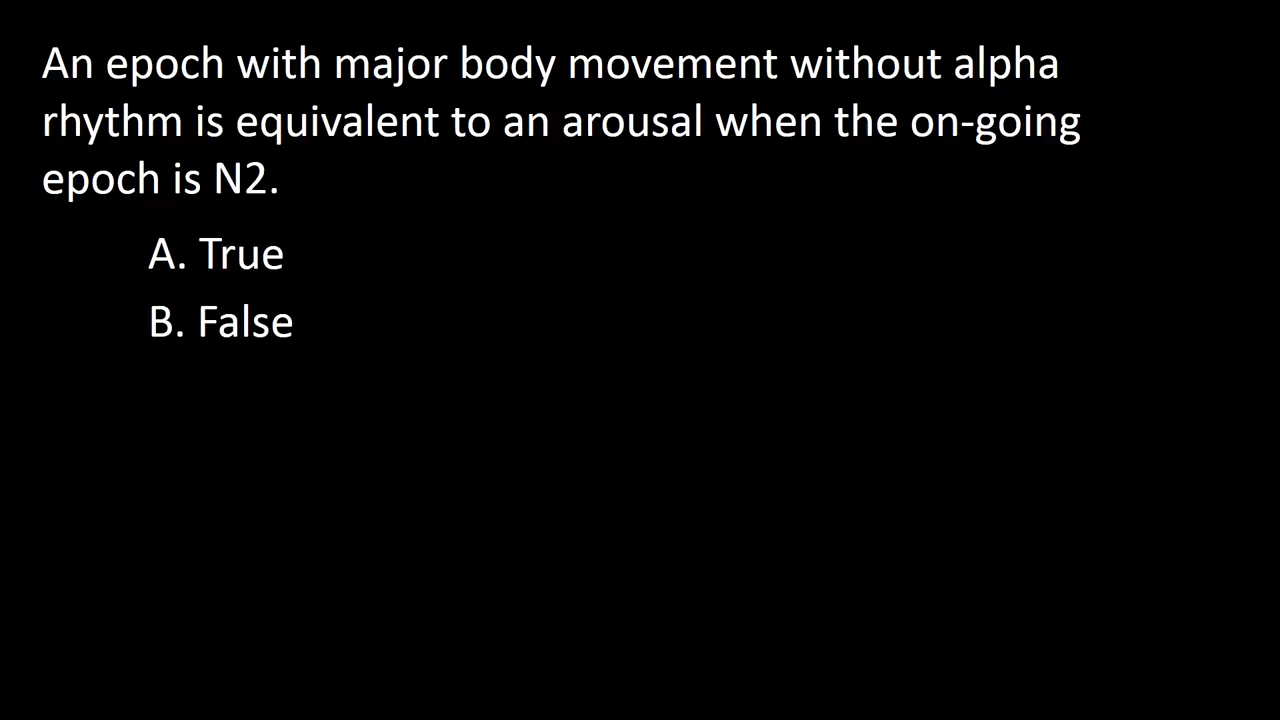 An epoch with major body movement without alpha
rhythm is equivalent to an arousal when the on-going
epoch is N2.
A. True
B. False